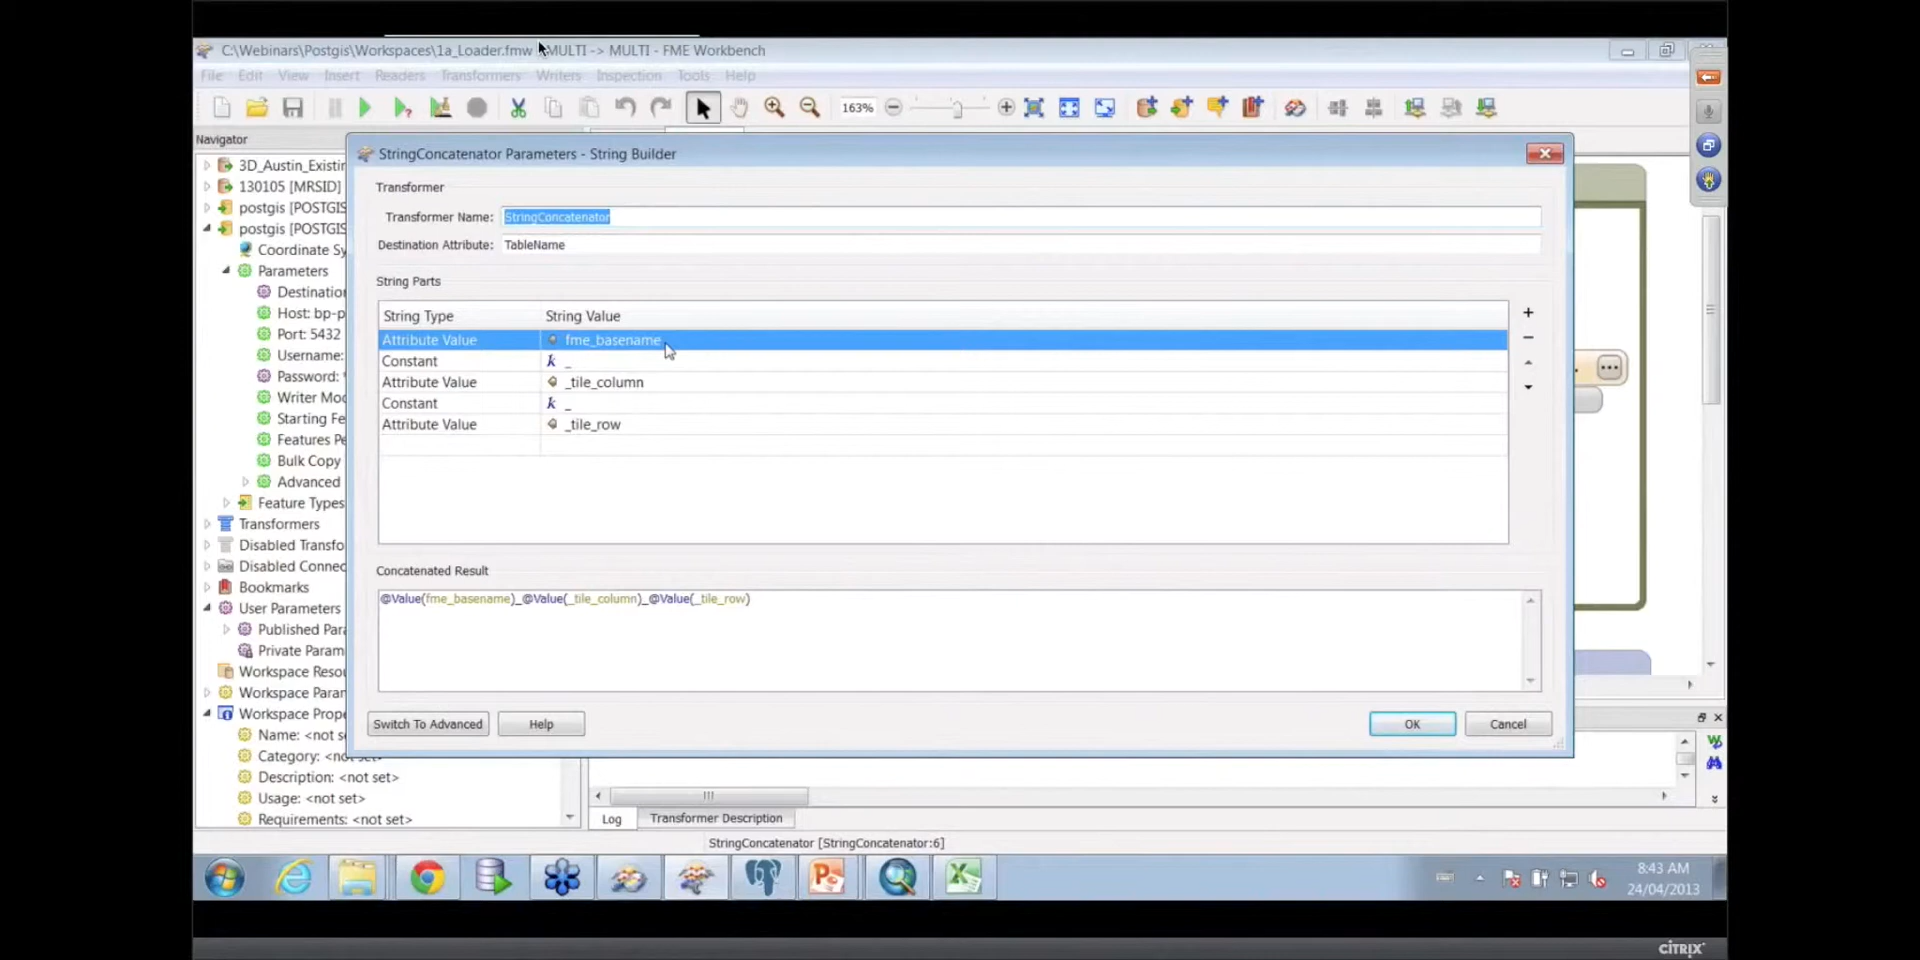 C:\Webinars\Postgis\Workspaces\1a_Loader.fmw MULTI -> MULTI - FME Workbench
File Edit View Insert Readers Transformers Writers Inspection Tools Help
163%
Navigator
3D_Austin_Existin
130105 [MRSID]
postgis [POSTGIS
postgis [POSTGIS
Coordinate Sy
Parameters
Destination
Host: bp-p
Port: 5432
Username:
Password:
Writer Mod
Starting Fe
Features Pe
Bulk Copy
Advanced
Feature Types
Transformers
Disabled Transfo
Disabled Connec
Bookmarks
User Parameters
Published Para
Private Param
Workspace Resou
Workspace Param
Workspace Prope
Name: <not s
Category: <no
Description: <not set>
Usage: <not set>
Requirements: <not set>
StringConcatenator Parameters - String Builder
Transformer
Transformer Name: StringConcatenator
Destination Attribute: TableName
String Parts
String Type String Value
Attribute Value fme_basename
Constant k _
Attribute Value _tile_column
Constant k _
Attribute Value _tile_row
Concatenated Result
@Value(fme_basename)_@Value(_tile_column)_@Value(_tile_row)
Switch To Advanced Help OK Cancel
Log Transformer Description
StringConcatenator [StringConcatenator:6]
8:43 AM
24/04/2013
CITRIX